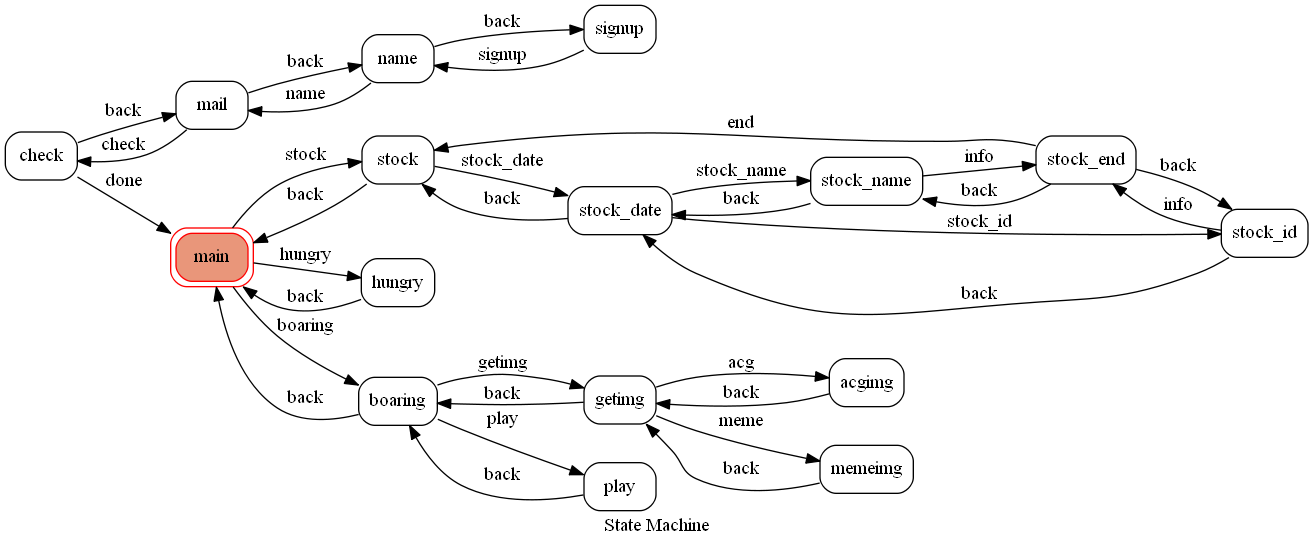 back
signup
signup
back
name
name
back
mail
check
check
done
stock
back
main
hungry
back
hungry
boaring
back
stock
stock_date
back
end
stock_date
stock_name
back
stock_id
stock_name
info
back
stock_end
back
info
stock_id
back
boaring
getimg
back
play
back
getimg
play
acg
back
acgimg
meme
back
memeimg
State Machine